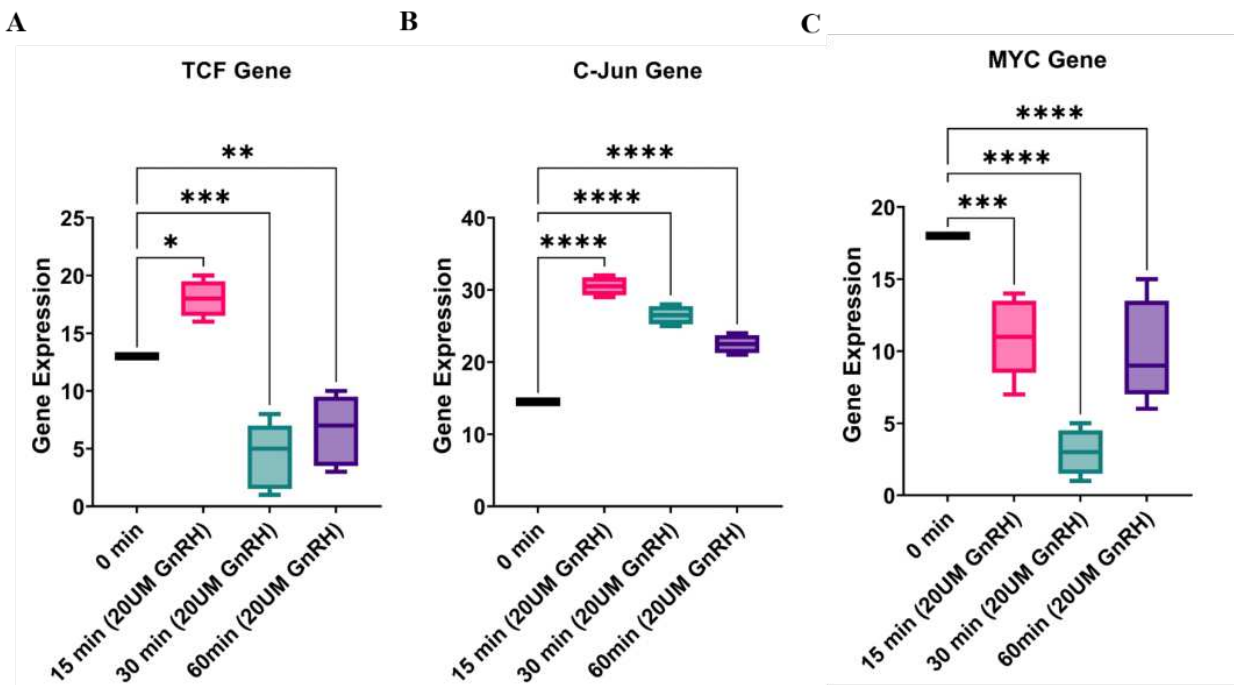 A
TCF Gene
**
***
*
Gene Expression
25
20
15
10
5
0
0 min
15 min (20UM GnRH)
30 min (20UM GnRH)
60min (20UM GnRH)
B
C-Jun Gene
****
****
****
Gene Expression
40
30
20
10
0
0 min
15 min (20UM GnRH)
30 min (20UM GnRH)
60min (20UM GnRH)
C
MYC Gene
****
****
***
Gene Expression
20
15
10
5
0
0 min
15 min (20UM GnRH)
30 min (20UM GnRH)
60min (20UM GnRH)